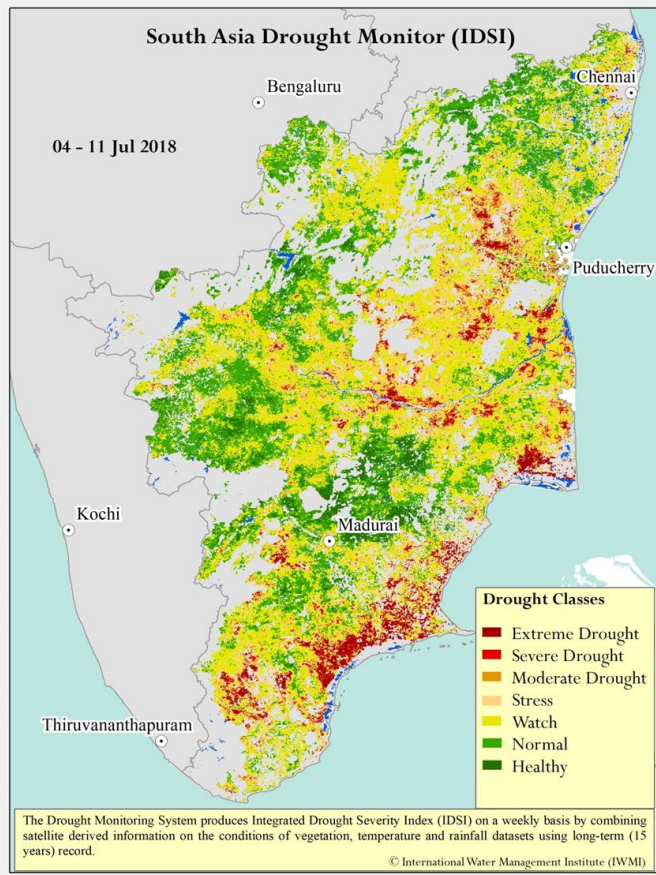 South Asia Drought Monitor (IDSI)
Bengaluru
Chennai
04 - 11 Jul 2018
Puducherry
Kochi
Madurai
Thiruvananthapuram
Drought Classes
Extreme Drought
Severe Drought
Moderate Drought
Stress
Watch
Normal
Healthy
The Drought Monitoring System produces Integrated Drought Severity Index (IDSI) on a weekly basis by combining
satellite derived information on the conditions of vegetation, temperature and rainfall datasets using long-term (15
years) record.
© International Water Management Institute (IWMI)